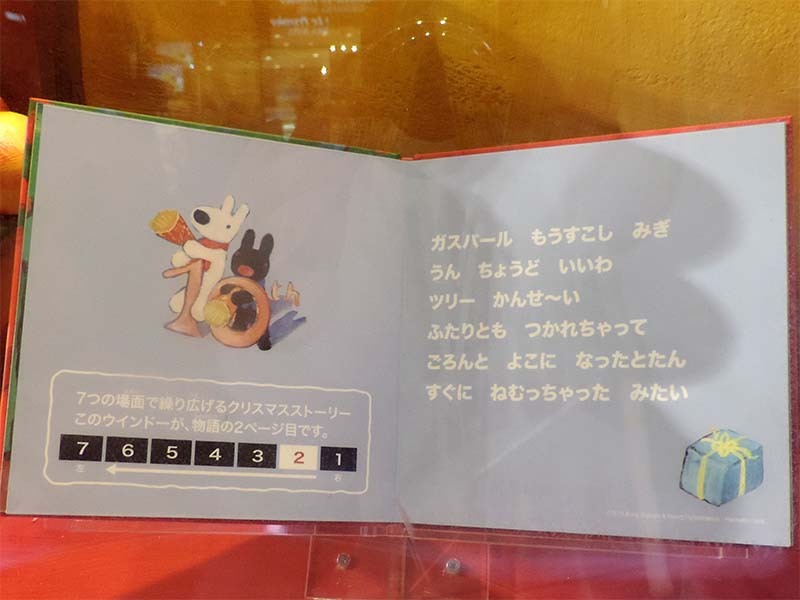 10th
7つの場面で繰り広げるクリスマスストーリー
このウインドーが、物語の2ページ目です。
7 6 5 4 3 2 1
左 右
ガスパール　もうすこし　みぎ
うん　ちょうど　いいわ
ツリー　かんせ〜い
ふたりとも　つかれちゃって
ごろんと　よこに　なったとたん
すぐに　ねむっちゃった　みたい